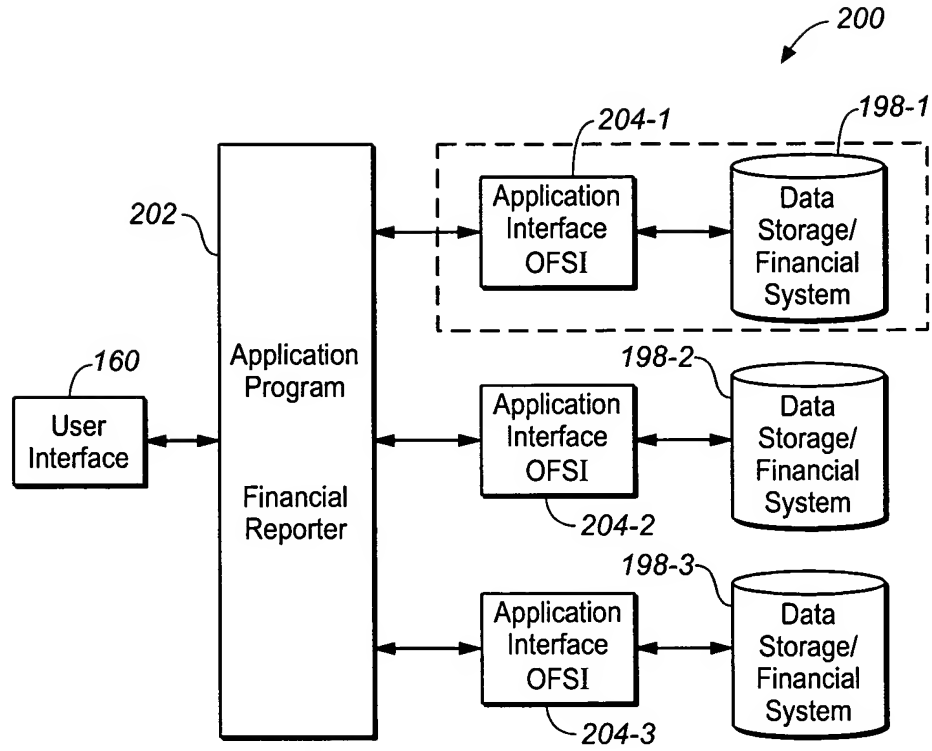 200
204-1
198-1
Application
Interface
OFSI
Data
Storage/
Financial
System
202
Application
Program
Financial
Reporter
160
User
Interface
198-2
Application
Interface
OFSI
Data
Storage/
Financial
System
204-2
198-3
Application
Interface
OFSI
Data
Storage/
Financial
System
204-3